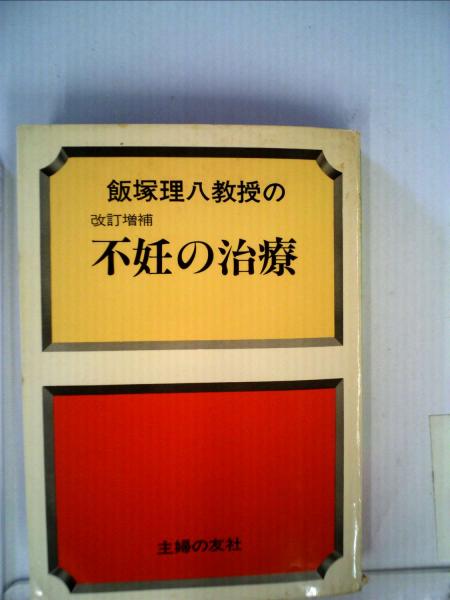 飯塚理八教授の
改訂増補
不妊の治療
主婦の友社